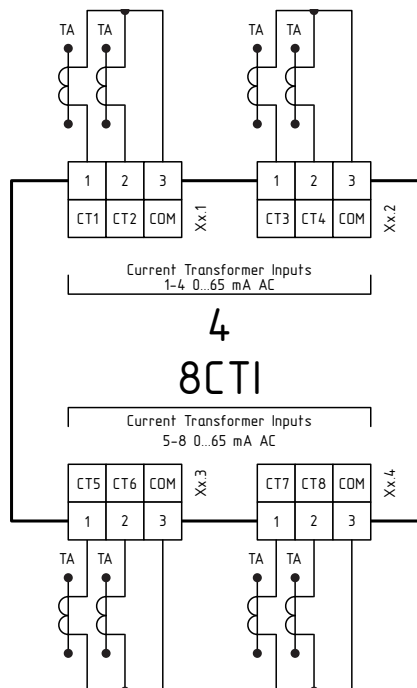 TA TA TA TA
1 2 3 1 2 3
CT1 CT2 COM Xx.1 CT3 CT4 COM Xx.2
Current Transformer Inputs
1-4 0...65 mA AC
4
8CTI
Current Transformer Inputs
5-8 0...65 mA AC
CT5 CT6 COM Xx.3 CT7 CT8 COM Xx.4
1 2 3 1 2 3
TA TA TA TA